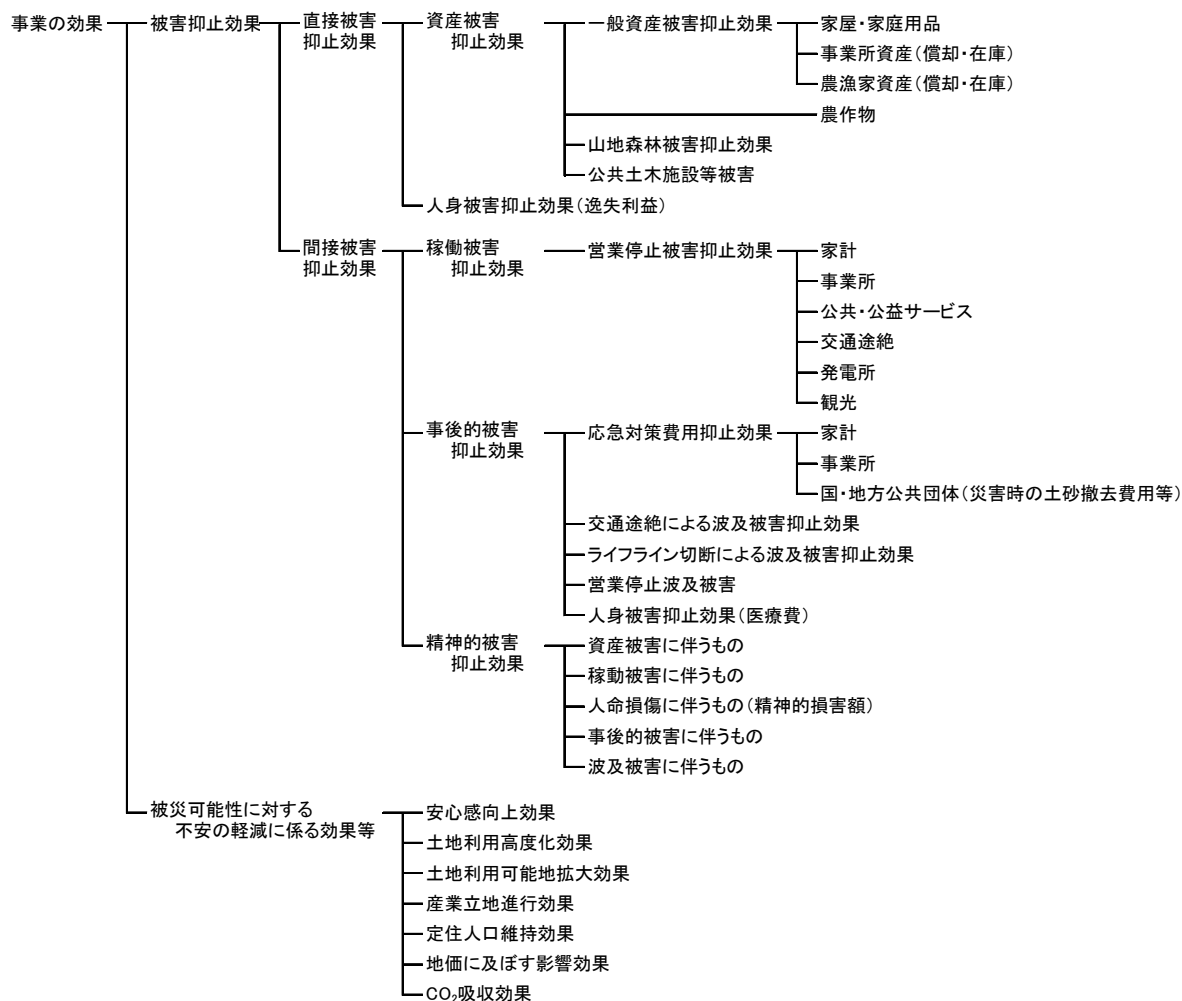 事業の効果
被害抑止効果
直接被害
抑止効果
資産被害
抑止効果
一般資産被害抑止効果
家屋・家庭用品
事業所資産(償却・在庫)
農漁家資産(償却・在庫)
農作物
山地森林被害抑止効果
公共土木施設等被害
人身被害抑止効果(逸失利益)
間接被害
抑止効果
稼働被害
抑止効果
営業停止被害抑止効果
家計
事業所
公共・公益サービス
交通途絶
発電所
観光
事後的被害
抑止効果
応急対策費用抑止効果
家計
事業所
国・地方公共団体(災害時の土砂撤去費用等)
交通途絶による波及被害抑止効果
ライフライン切断による波及被害抑止効果
営業停止波及被害
人身被害抑止効果(医療費)
精神的被害
抑止効果
資産被害に伴うもの
稼動被害に伴うもの
人命損傷に伴うもの(精神的損害額)
事後的被害に伴うもの
波及被害に伴うもの
被災可能性に対する
不安の軽減に係る効果等
安心感向上効果
土地利用高度化効果
土地利用可能地拡大効果
産業立地進行効果
定住人口維持効果
地価に及ぼす影響効果
CO₂吸収効果